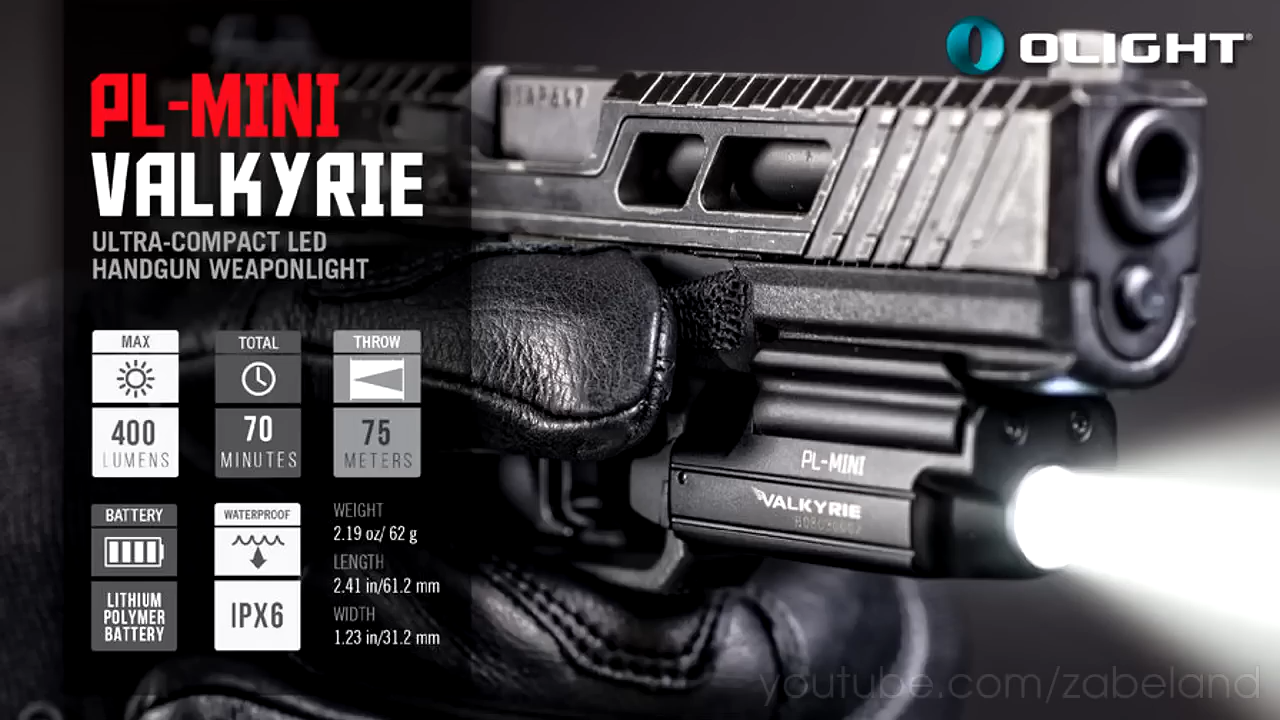 OLIGHT
PL-MINI
VALKYRIE
ULTRA-COMPACT LED
HANDGUN WEAPONLIGHT
MAX
400
LUMENS
TOTAL
70
MINUTES
THROW
75
METERS
BATTERY
LITHIUM
POLYMER
BATTERY
WATERPROOF
IPX6
WEIGHT
2.19 oz/ 62 g
LENGTH
2.41 in/61.2 mm
WIDTH
1.23 in/31.2 mm
PL-MINI
VALKYRIE
youtube.com/zabeland